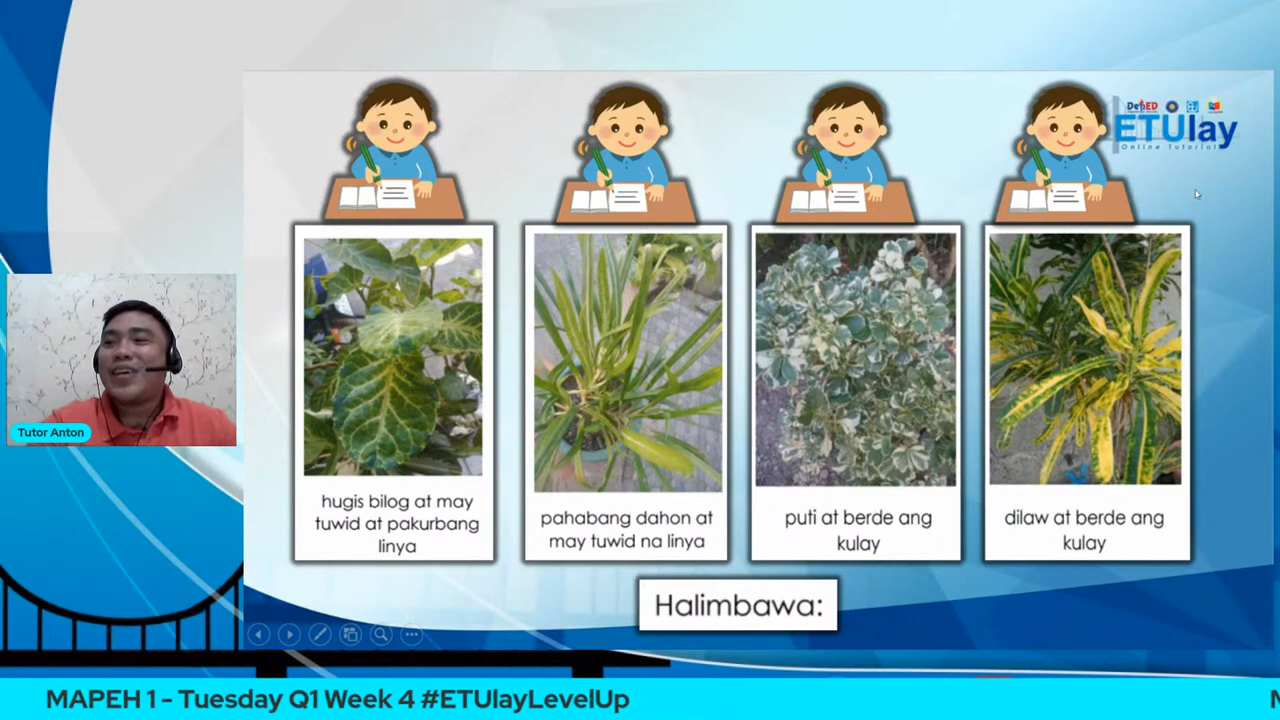 DepED
ETUlay
Online Tutorial
hugis bilog at may
tuwid at pakurbang
linya
pahabang dahon at
may tuwid na linya
puti at berde ang
kulay
dilaw at berde ang
kulay
Halimbawa:
Tutor Anton
MAPEH 1 - Tuesday Q1 Week 4 #ETUlayLevelUp
M